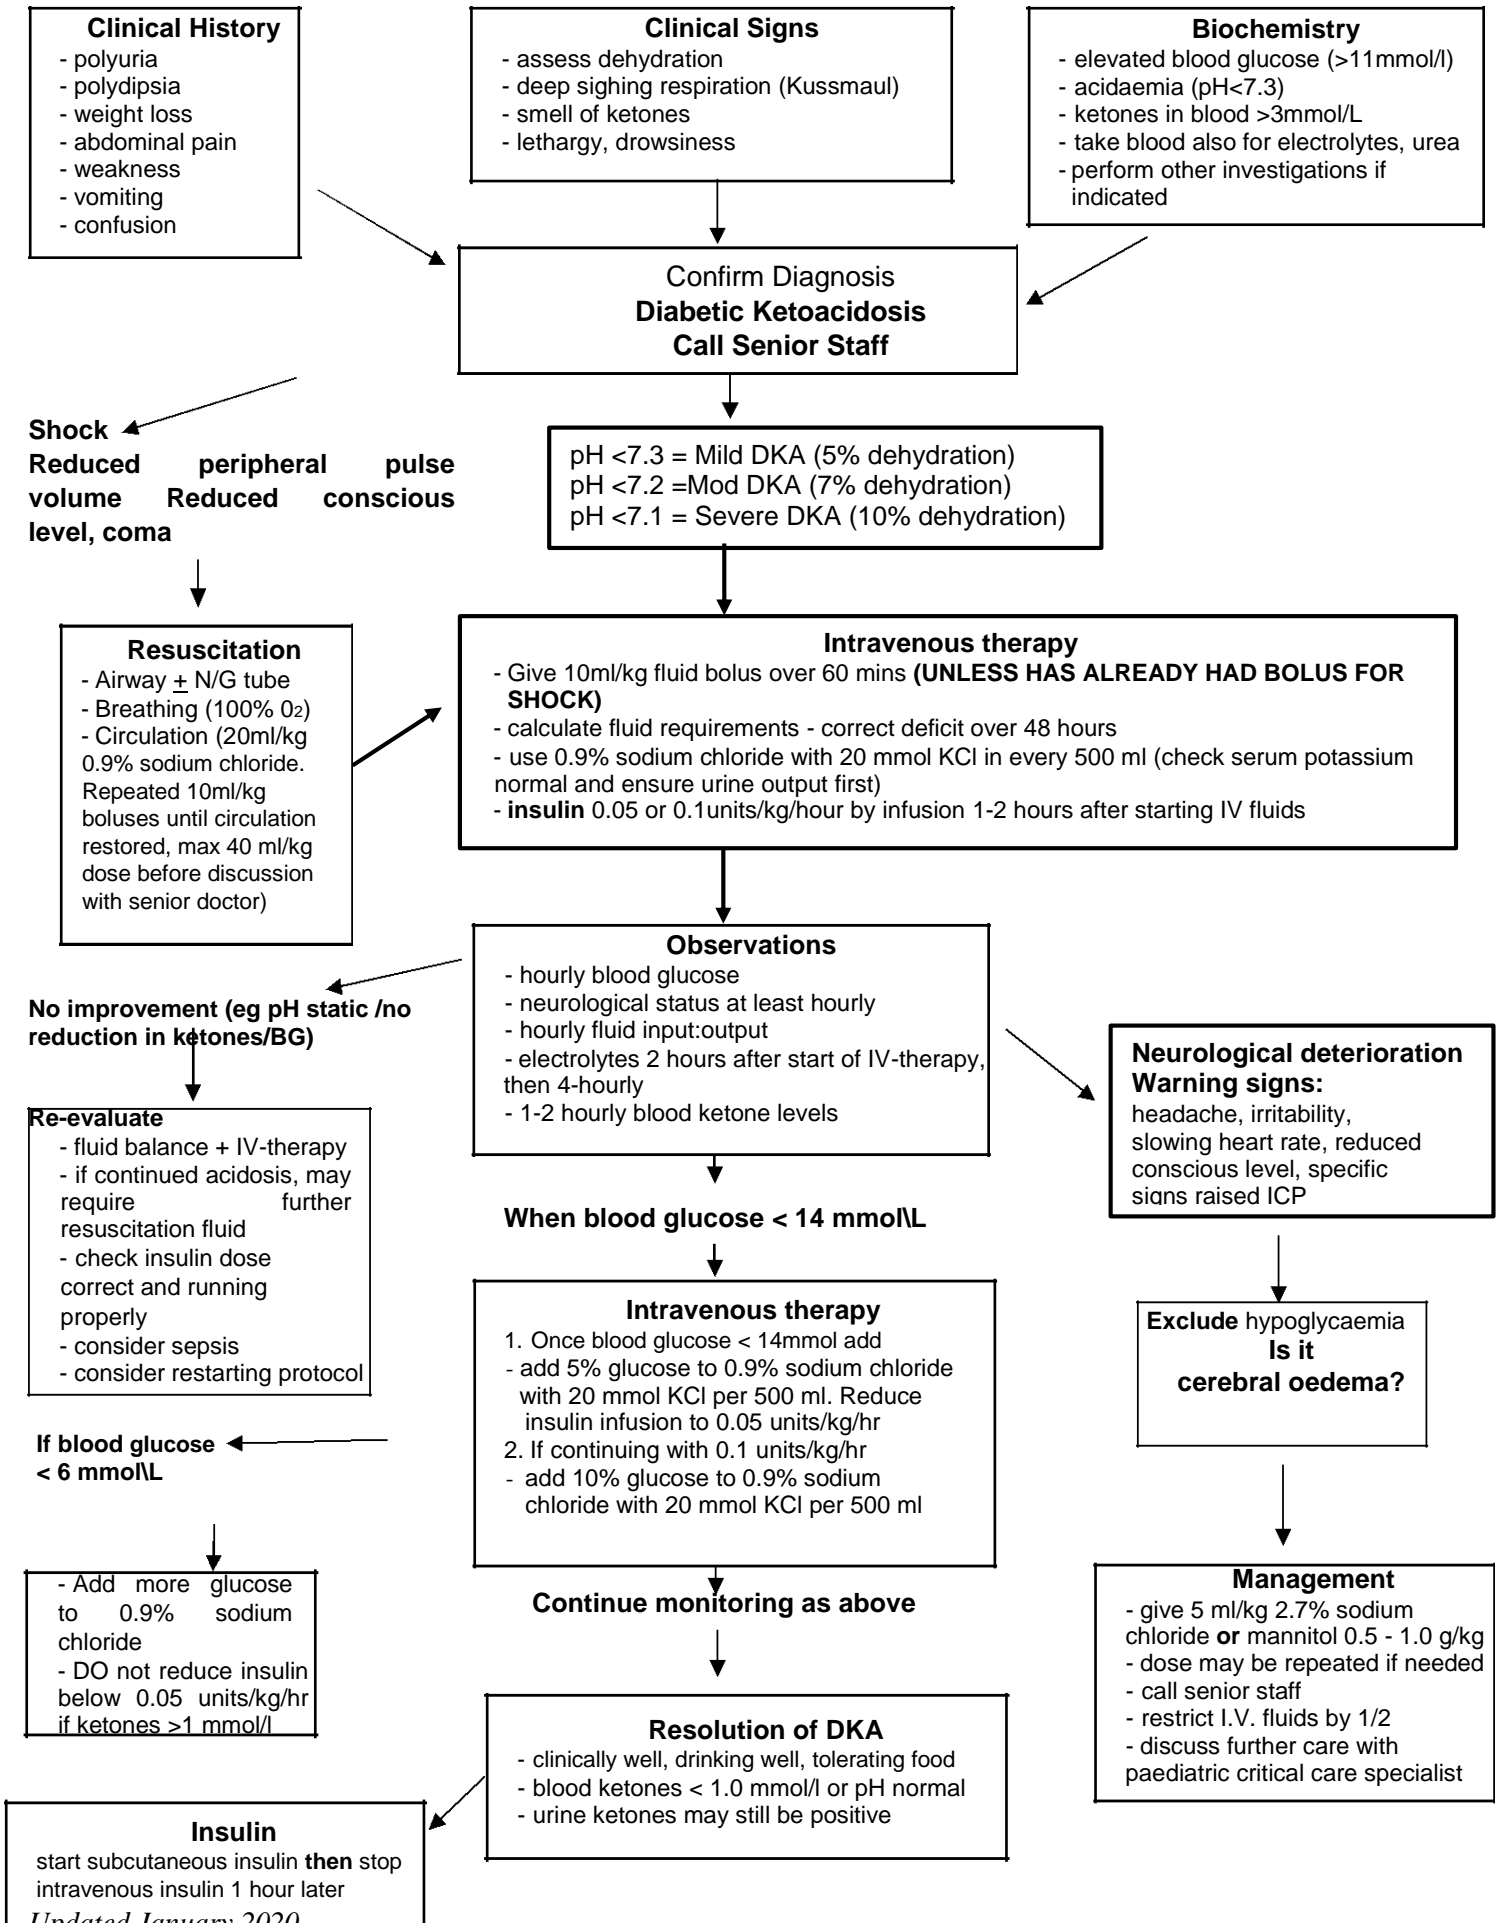 Clinical History
- polyuria
- polydipsia
- weight loss
- abdominal pain
- weakness
- vomiting
- confusion
Clinical Signs
- assess dehydration
- deep sighing respiration (Kussmaul)
- smell of ketones
- lethargy, drowsiness
Biochemistry
- elevated blood glucose (>11mmol/l)
- acidaemia (pH<7.3)
- ketones in blood >3mmol/L
- take blood also for electrolytes, urea
- perform other investigations if
indicated
Confirm Diagnosis
Diabetic Ketoacidosis
Call Senior Staff
Shock
Reduced peripheral pulse
volume Reduced conscious
level, coma
pH <7.3 = Mild DKA (5% dehydration)
pH <7.2 =Mod DKA (7% dehydration)
pH <7.1 = Severe DKA (10% dehydration)
Resuscitation
- Airway + N/G tube
- Breathing (100% 02)
- Circulation (20ml/kg
0.9% sodium chloride.
Repeated 10ml/kg
boluses until circulation
restored, max 40 ml/kg
dose before discussion
with senior doctor)
Intravenous therapy
- Give 10ml/kg fluid bolus over 60 mins (UNLESS HAS ALREADY HAD BOLUS FOR
SHOCK)
- calculate fluid requirements - correct deficit over 48 hours
- use 0.9% sodium chloride with 20 mmol KCl in every 500 ml (check serum potassium
normal and ensure urine output first)
- insulin 0.05 or 0.1units/kg/hour by infusion 1-2 hours after starting IV fluids
Observations
- hourly blood glucose
- neurological status at least hourly
- hourly fluid input:output
- electrolytes 2 hours after start of IV-therapy,
then 4-hourly
- 1-2 hourly blood ketone levels
No improvement (eg pH static /no
reduction in ketones/BG)
Re-evaluate
- fluid balance + IV-therapy
- if continued acidosis, may
require further
resuscitation fluid
- check insulin dose
correct and running
properly
- consider sepsis
- consider restarting protocol
Neurological deterioration
Warning signs:
headache, irritability,
slowing heart rate, reduced
conscious level, specific
signs raised ICP
When blood glucose < 14 mmol\L
Intravenous therapy
1. Once blood glucose < 14mmol add
- add 5% glucose to 0.9% sodium chloride
with 20 mmol KCl per 500 ml. Reduce
insulin infusion to 0.05 units/kg/hr
2. If continuing with 0.1 units/kg/hr
- add 10% glucose to 0.9% sodium
chloride with 20 mmol KCl per 500 ml
Exclude hypoglycaemia
Is it
cerebral oedema?
If blood glucose
< 6 mmol\L
- Add more glucose
to 0.9% sodium
chloride
- DO not reduce insulin
below 0.05 units/kg/hr
if ketones >1 mmol/l
Continue monitoring as above
Management
- give 5 ml/kg 2.7% sodium
chloride or mannitol 0.5 - 1.0 g/kg
- dose may be repeated if needed
- call senior staff
- restrict I.V. fluids by 1/2
- discuss further care with
paediatric critical care specialist
Resolution of DKA
- clinically well, drinking well, tolerating food
- blood ketones < 1.0 mmol/l or pH normal
- urine ketones may still be positive
Insulin
start subcutaneous insulin then stop
intravenous insulin 1 hour later
Updated January 2020